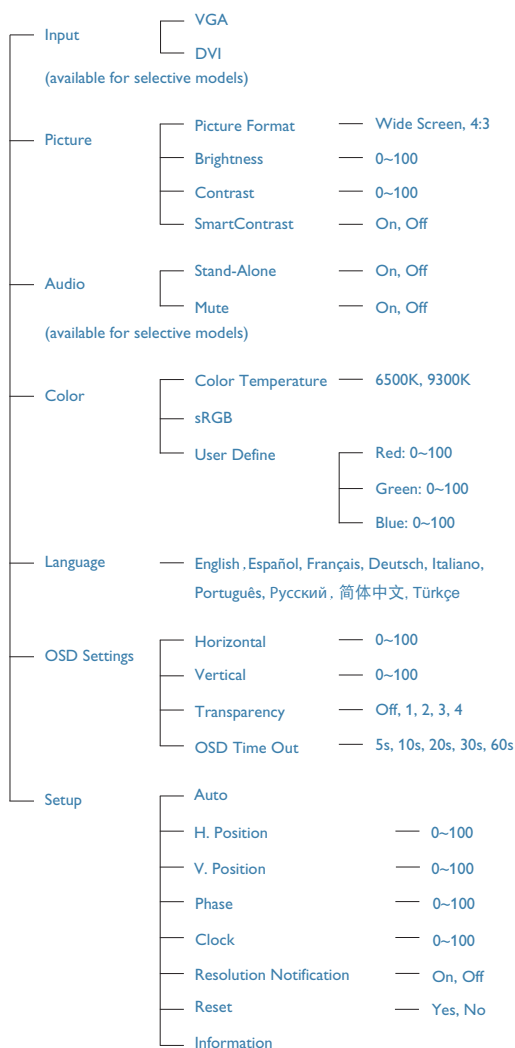 Input
VGA
DVI
(available for selective models)
Picture
Picture Format Wide Screen, 4:3
Brightness 0~100
Contrast 0~100
SmartContrast On, Off
Audio
Stand-Alone On, Off
Mute On, Off
(available for selective models)
Color
Color Temperature 6500K, 9300K
sRGB
User Define Red: 0~100
Green: 0~100
Blue: 0~100
Language English , Español, Français, Deutsch, Italiano,
Português, Русский , 简体中文, Türkçe
OSD Settings
Horizontal 0~100
Vertical 0~100
Transparency Off, 1, 2, 3, 4
OSD Time Out 5s, 10s, 20s, 30s, 60s
Setup
Auto
H. Position 0~100
V. Position 0~100
Phase 0~100
Clock 0~100
Resolution Notification On, Off
Reset Yes, No
Information